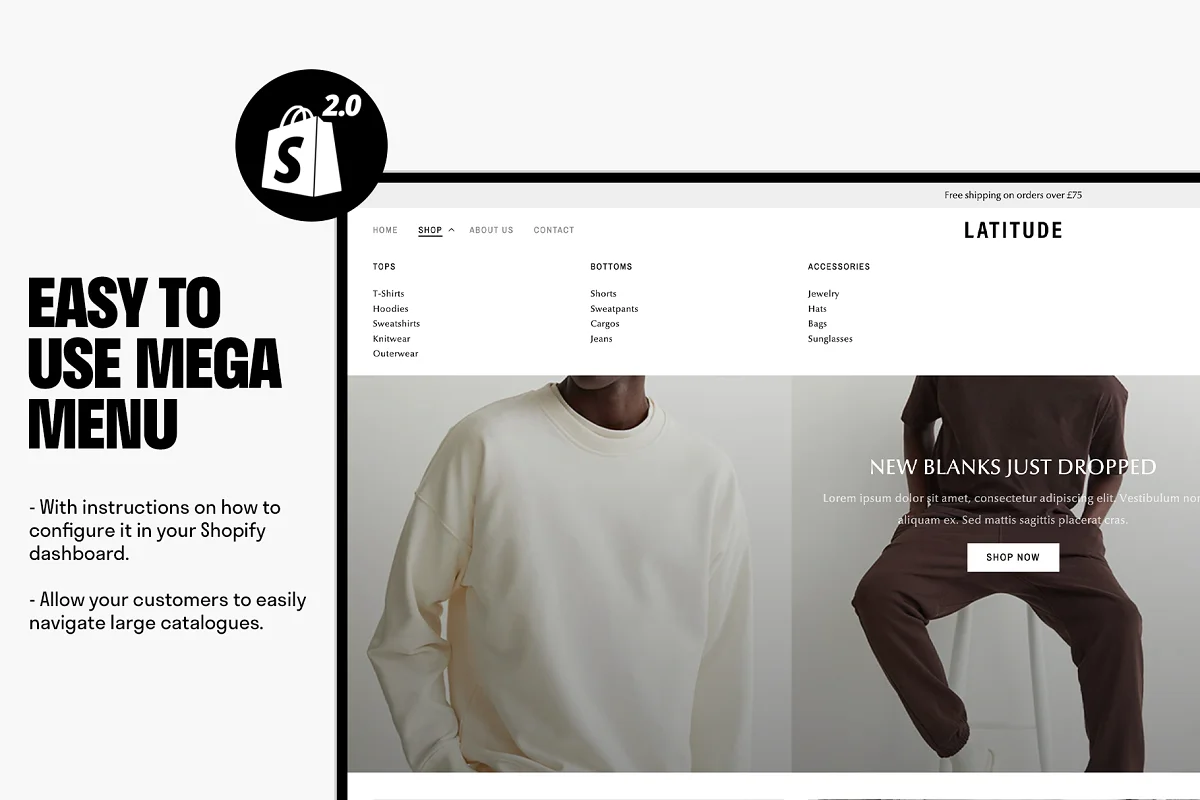 2.0
S
EASY TO
USE MEGA
MENU
- With instructions on how to
configure it in your Shopify
dashboard.
- Allow your customers to easily
navigate large catalogues.
Free shipping on orders over £75
HOME SHOP ABOUT US CONTACT
LATITUDE
TOPS
T-Shirts
Hoodies
Sweatshirts
Knitwear
Outerwear
BOTTOMS
Shorts
Sweatpants
Cargos
Jeans
ACCESSORIES
Jewelry
Hats
Bags
Sunglasses
NEW BLANKS JUST DROPPED
Lorem ipsum dolor sit amet, consectetur adipiscing elit. Vestibulum non
aliquam ex. Sed mattis sagittis placerat cras.
SHOP NOW